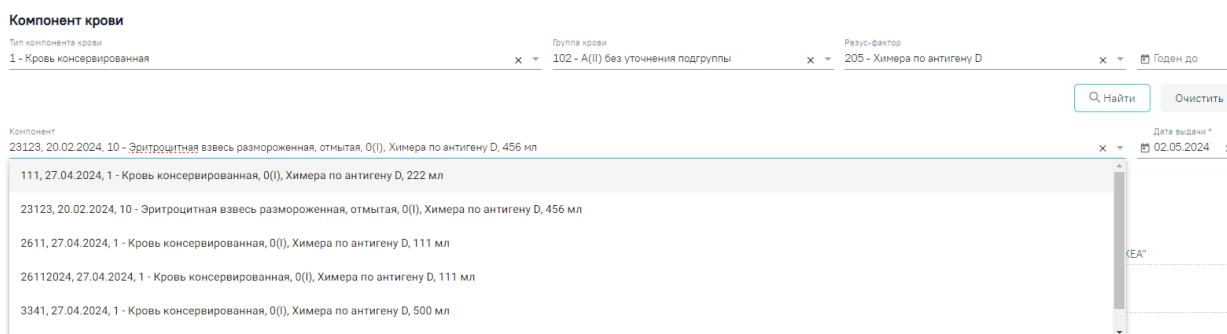 Компонент крови
Тип компонента крови Группа крови Резус-фактор
1 - Кровь консервированная 102 - А(II) без уточнения подгруппы 205 - Химера по антигену D Годен до
Найти Очистить
Компонент Дата выдачи *
23123, 20.02.2024, 10 - Эритроцитная взвесь размороженная, отмытая, 0(I), Химера по антигену D, 456 мл 02.05.2024
111, 27.04.2024, 1 - Кровь консервированная, 0(I), Химера по антигену D, 222 мл
23123, 20.02.2024, 10 - Эритроцитная взвесь размороженная, отмытая, 0(I), Химера по антигену D, 456 мл
2611, 27.04.2024, 1 - Кровь консервированная, 0(I), Химера по антигену D, 111 мл
КЕА"
26112024, 27.04.2024, 1 - Кровь консервированная, 0(I), Химера по антигену D, 111 мл
3341, 27.04.2024, 1 - Кровь консервированная, 0(I), Химера по антигену D, 500 мл